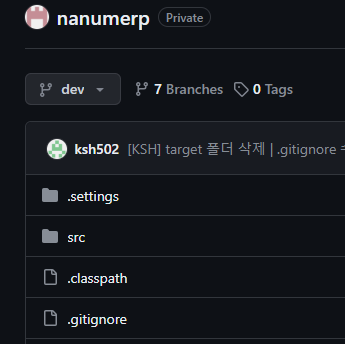 nanumerp Private
dev 7 Branches 0 Tags
ksh502 [KSH] target 폴더 삭제 | .gitignore
.settings
src
.classpath
.gitignore